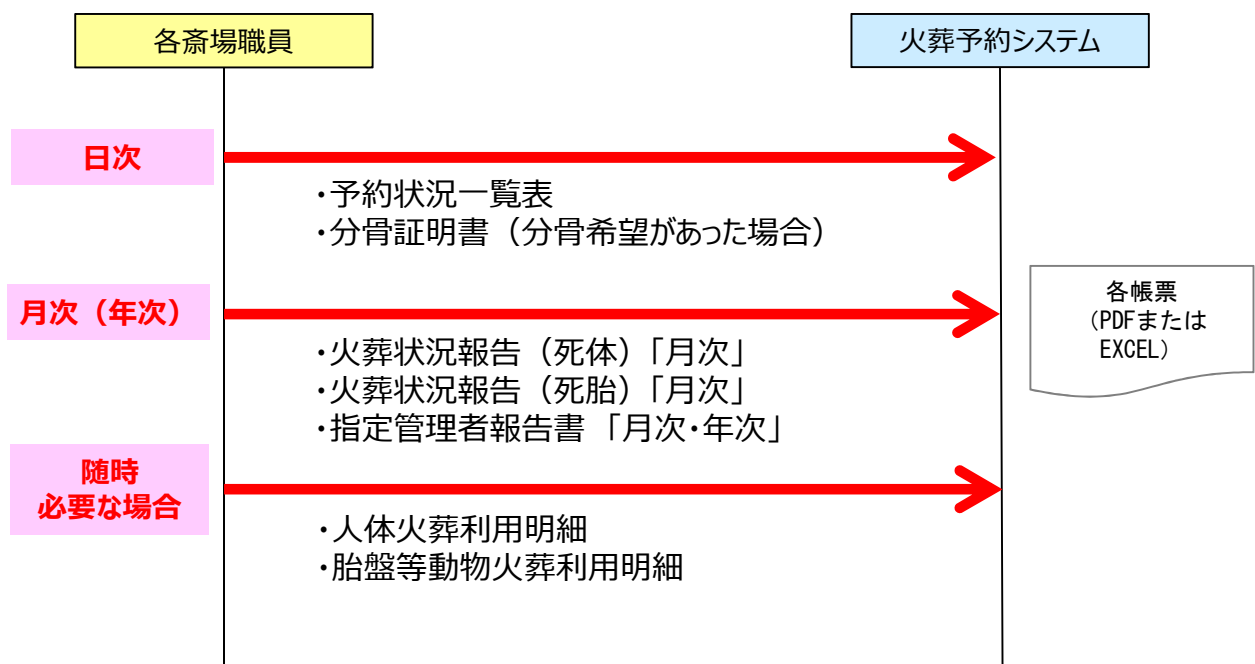 各斎場職員
火葬予約システム
日次
・予約状況一覧表
・分骨証明書（分骨希望があった場合）
月次（年次）
・火葬状況報告（死体）「月次」
・火葬状況報告（死胎）「月次」
・指定管理者報告書 「月次・年次」
各帳票
（PDFまたは
EXCEL）
随時
必要な場合
・人体火葬利用明細
・胎盤等動物火葬利用明細